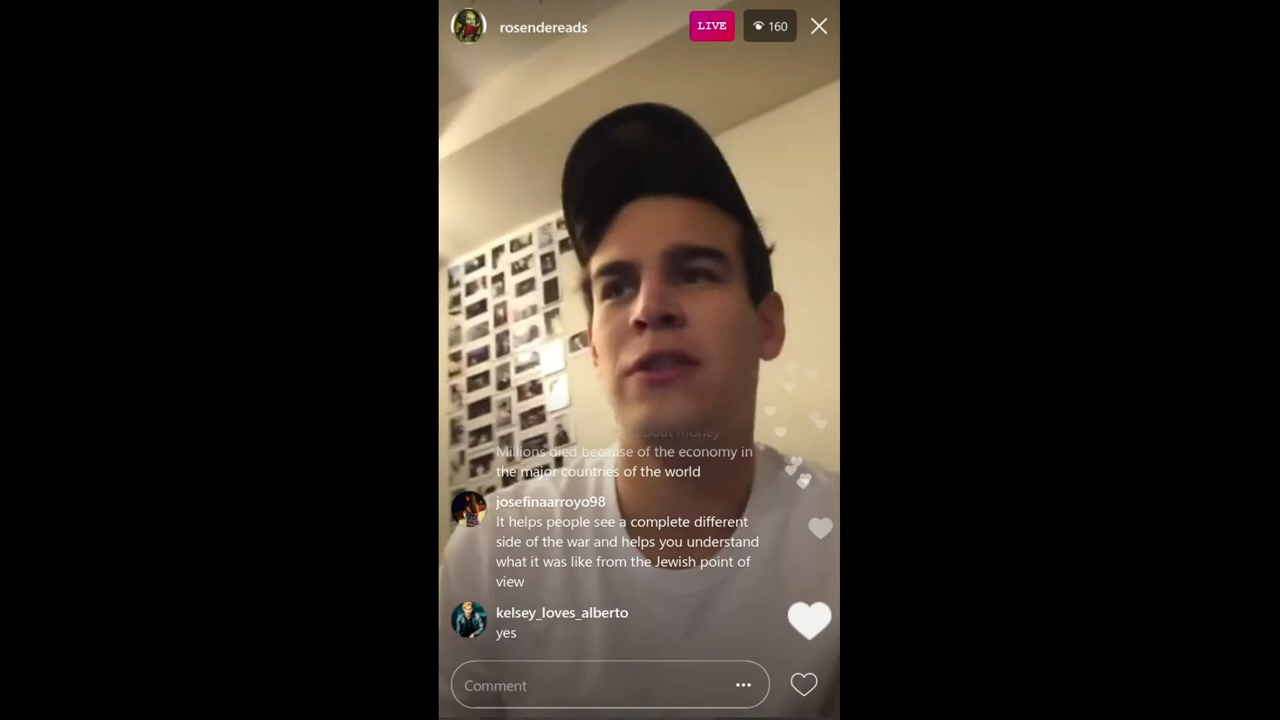 rosendereads
LIVE
160
about money.
Millions died because of the economy in
the major countries of the world
josefinaarroyo98
It helps people see a complete different
side of the war and helps you understand
what it was like from the Jewish point of
view
kelsey_loves_alberto
yes
Comment